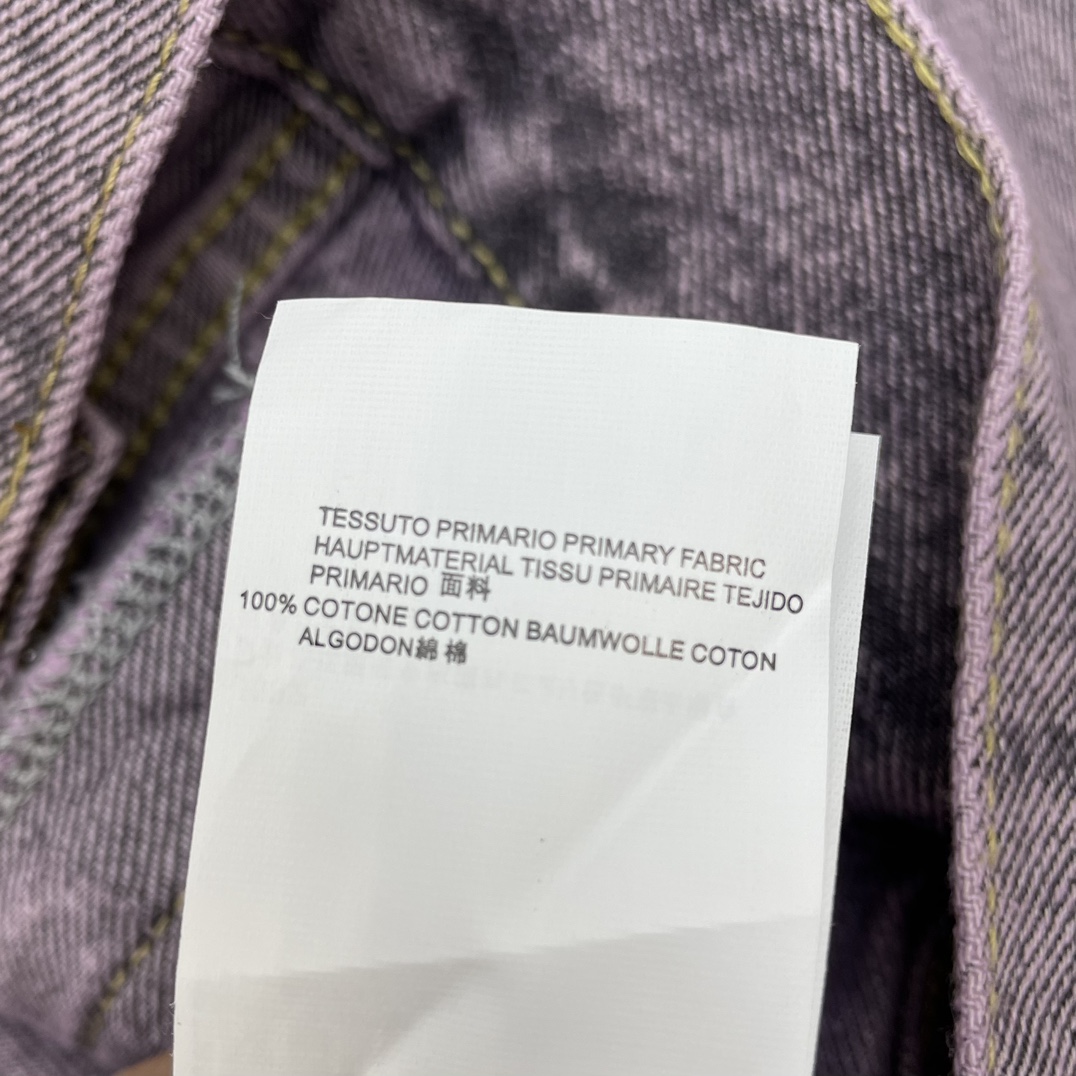 TESSUTO PRIMARIO PRIMARY FABRIC
HAUPTMATERIAL TISSU PRIMAIRE TEJIDO
PRIMARIO 面料
100% COTONE COTTON BAUMWOLLE COTON
ALGODON綿 棉